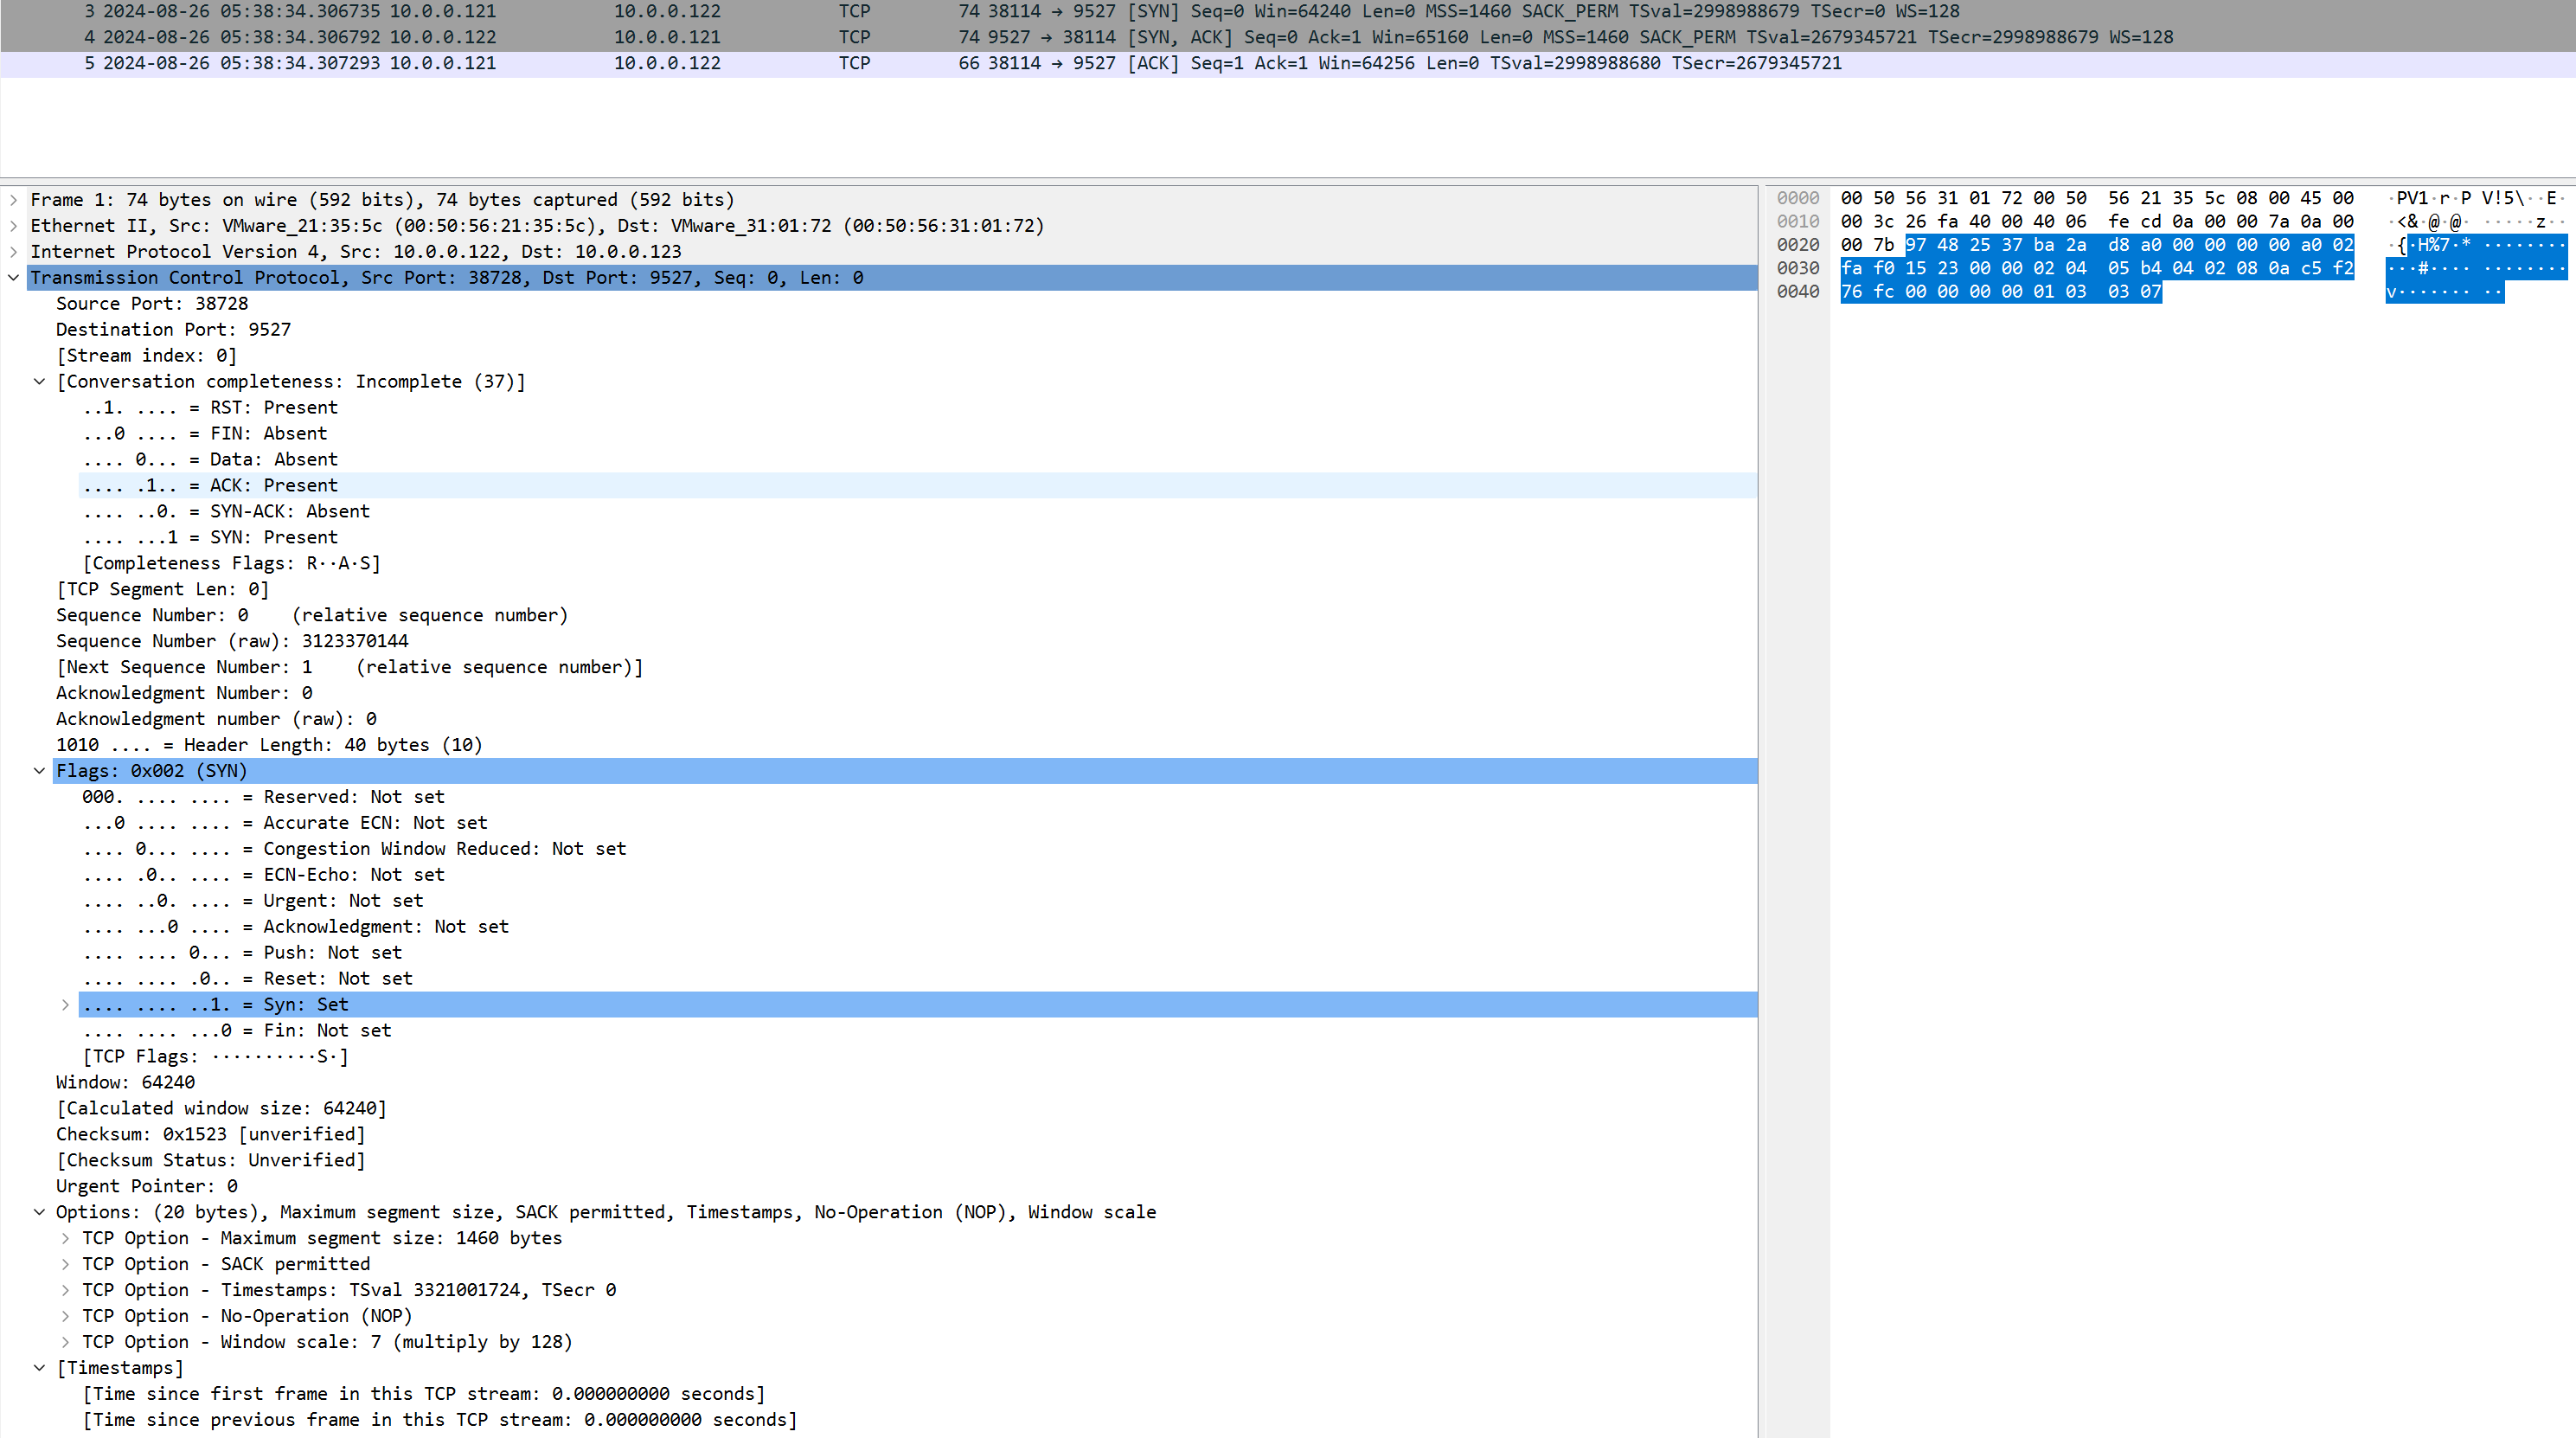 3 2024-08-26 05:38:34.306735 10.0.0.121 10.0.0.122 TCP 74 38114 → 9527 [SYN] Seq=0 Win=64240 Len=0 MSS=1460 SACK_PERM TSval=2998988679 TSecr=0 WS=128
4 2024-08-26 05:38:34.306792 10.0.0.122 10.0.0.121 TCP 74 9527 → 38114 [SYN, ACK] Seq=0 Ack=1 Win=65160 Len=0 MSS=1460 SACK_PERM TSval=2679345721 TSecr=2998988679 WS=128
5 2024-08-26 05:38:34.307293 10.0.0.121 10.0.0.122 TCP 66 38114 → 9527 [ACK] Seq=1 Ack=1 Win=64256 Len=0 TSval=2998988680 TSecr=2679345721
Frame 1: 74 bytes on wire (592 bits), 74 bytes captured (592 bits)
Ethernet II, Src: VMware_21:35:5c (00:50:56:21:35:5c), Dst: VMware_31:01:72 (00:50:56:31:01:72)
Internet Protocol Version 4, Src: 10.0.0.122, Dst: 10.0.0.123
Transmission Control Protocol, Src Port: 38728, Dst Port: 9527, Seq: 0, Len: 0
Source Port: 38728
Destination Port: 9527
[Stream index: 0]
[Conversation completeness: Incomplete (37)]
..1. .... = RST: Present
...0 .... = FIN: Absent
.... 0... = Data: Absent
.... .1.. = ACK: Present
.... ..0. = SYN-ACK: Absent
.... ...1 = SYN: Present
[Completeness Flags: R··A·S]
[TCP Segment Len: 0]
Sequence Number: 0    (relative sequence number)
Sequence Number (raw): 3123370144
[Next Sequence Number: 1    (relative sequence number)]
Acknowledgment Number: 0
Acknowledgment number (raw): 0
1010 .... = Header Length: 40 bytes (10)
Flags: 0x002 (SYN)
000. .... .... = Reserved: Not set
...0 .... .... = Accurate ECN: Not set
.... 0... .... = Congestion Window Reduced: Not set
.... .0.. .... = ECN-Echo: Not set
.... ..0. .... = Urgent: Not set
.... ...0 .... = Acknowledgment: Not set
.... .... 0... = Push: Not set
.... .... .0.. = Reset: Not set
.... .... ..1. = Syn: Set
.... .... ...0 = Fin: Not set
[TCP Flags: ··········S·]
Window: 64240
[Calculated window size: 64240]
Checksum: 0x1523 [unverified]
[Checksum Status: Unverified]
Urgent Pointer: 0
Options: (20 bytes), Maximum segment size, SACK permitted, Timestamps, No-Operation (NOP), Window scale
TCP Option - Maximum segment size: 1460 bytes
TCP Option - SACK permitted
TCP Option - Timestamps: TSval 3321001724, TSecr 0
TCP Option - No-Operation (NOP)
TCP Option - Window scale: 7 (multiply by 128)
[Timestamps]
[Time since first frame in this TCP stream: 0.000000000 seconds]
[Time since previous frame in this TCP stream: 0.000000000 seconds]
0000 00 50 56 31 01 72 00 50 56 21 35 5c 08 00 45 00 ·PV1·r·P V!5\··E·
0010 00 3c 26 fa 40 00 40 06 fe cd 0a 00 00 7a 0a 00 ·<&·@·@· ·····z··
0020 00 7b 97 48 25 37 ba 2a d8 a0 00 00 00 00 a0 02 ·{·H%7·* ········
0030 fa f0 15 23 00 00 02 04 05 b4 04 02 08 0a c5 f2 ···#···· ········
0040 76 fc 00 00 00 00 01 03 03 07 v······· ··